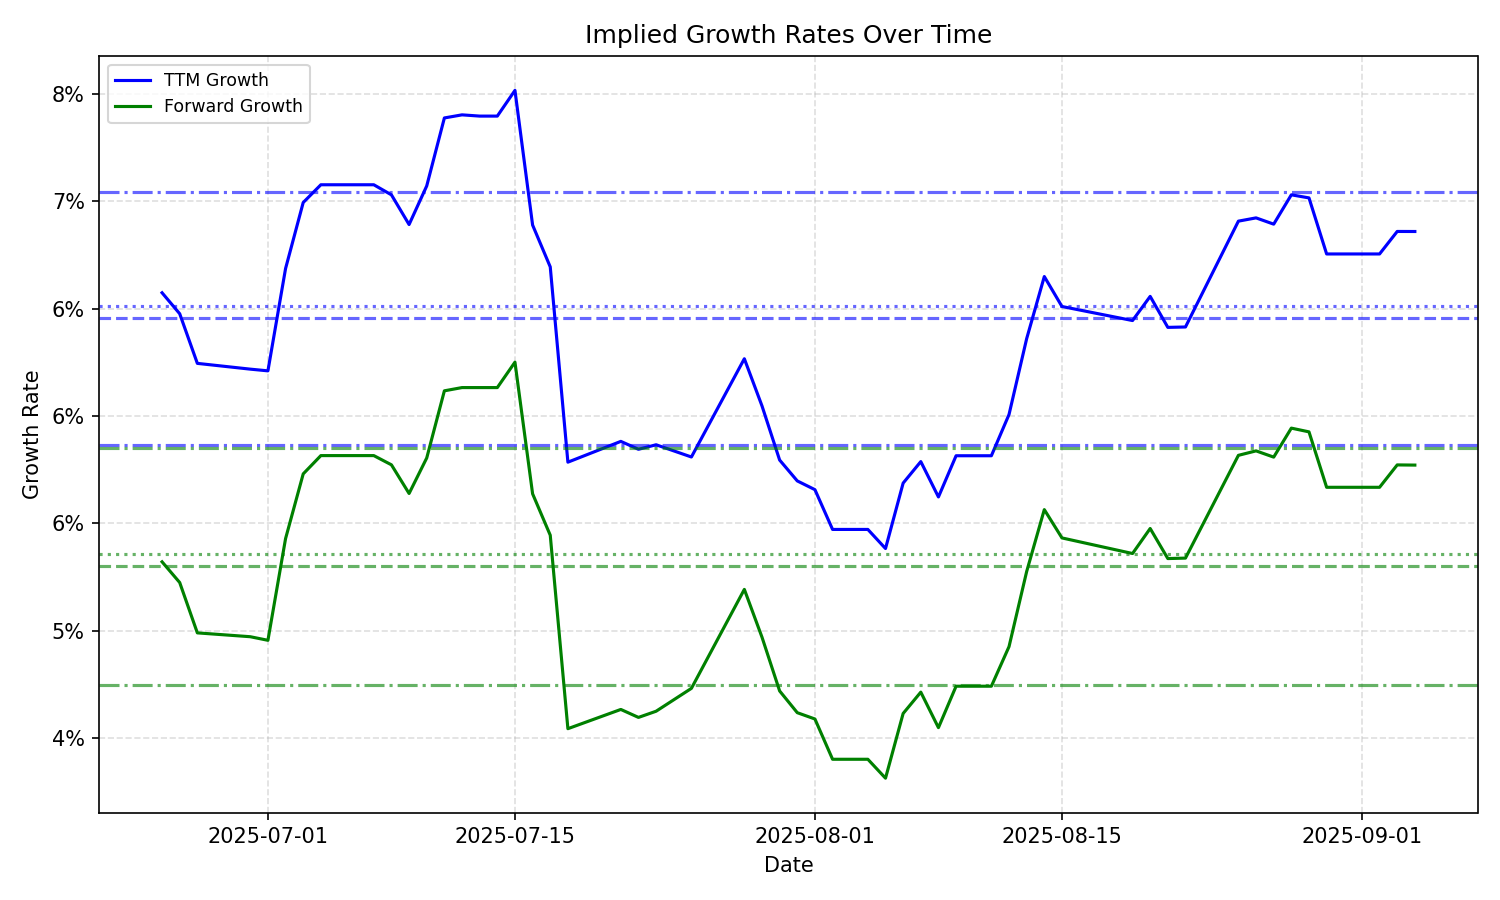 Implied Growth Rates Over Time
TTM Growth
Forward Growth
8%
7%
6%
6%
6%
5%
4%
Growth Rate
2025-07-01
2025-07-15
2025-08-01
2025-08-15
2025-09-01
Date